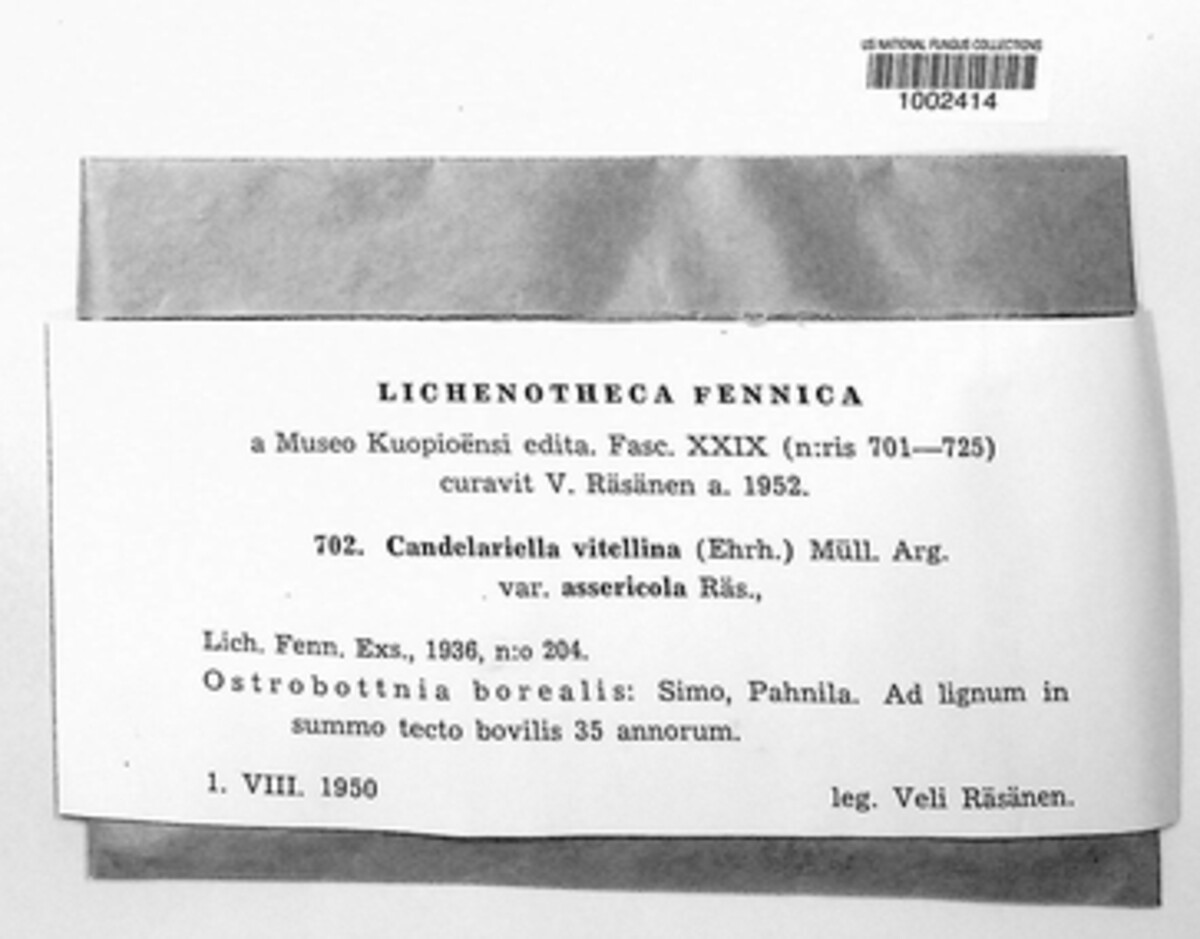 US NATIONAL FUNGUS COLLECTIONS
1002414
LICHENOTHECA FENNICA
a Museo Kuopioënsi edita. Fasc. XXIX (n:ris 701—725)
curavit V. Räsänen a. 1952.
702. Candelariella vitellina (Ehrh.) Müll. Arg.
var. assericola Räs.,
Lich. Fenn. Exs., 1936, n:o 204.
Ostrobottnia borealis: Simo, Pahnila. Ad lignum in
summo tecto bovilis 35 annorum.
1. VIII. 1950
leg. Veli Räsänen.